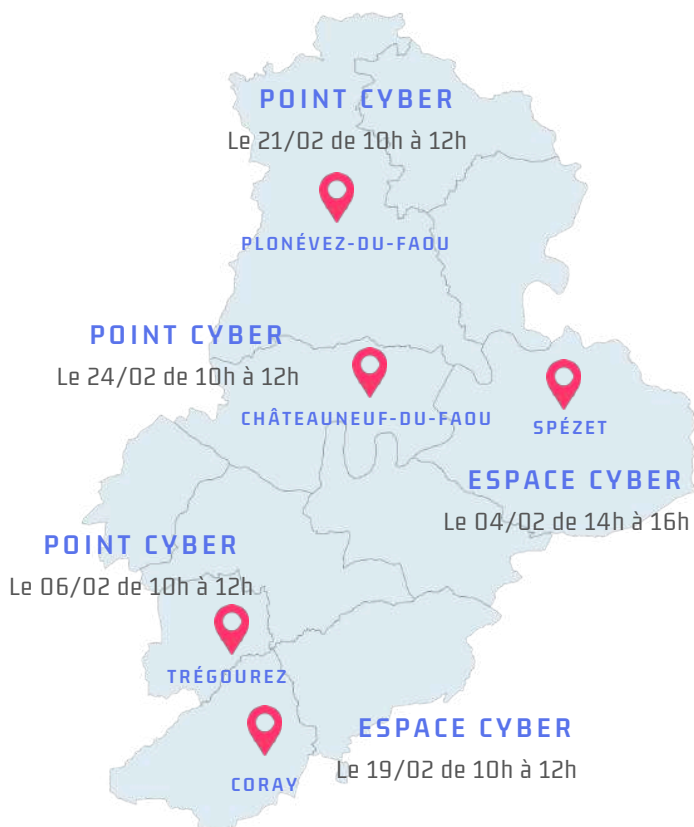 POINT CYBER
Le 21/02 de 10h à 12h
PLONÉVEZ-DU-FAOU
POINT CYBER
Le 24/02 de 10h à 12h
CHÂTEAUNEUF-DU-FAOU
SPÉZET
ESPACE CYBER
Le 04/02 de 14h à 16h
POINT CYBER
Le 06/02 de 10h à 12h
TRÉGOUREZ
ESPACE CYBER
Le 19/02 de 10h à 12h
CORAY